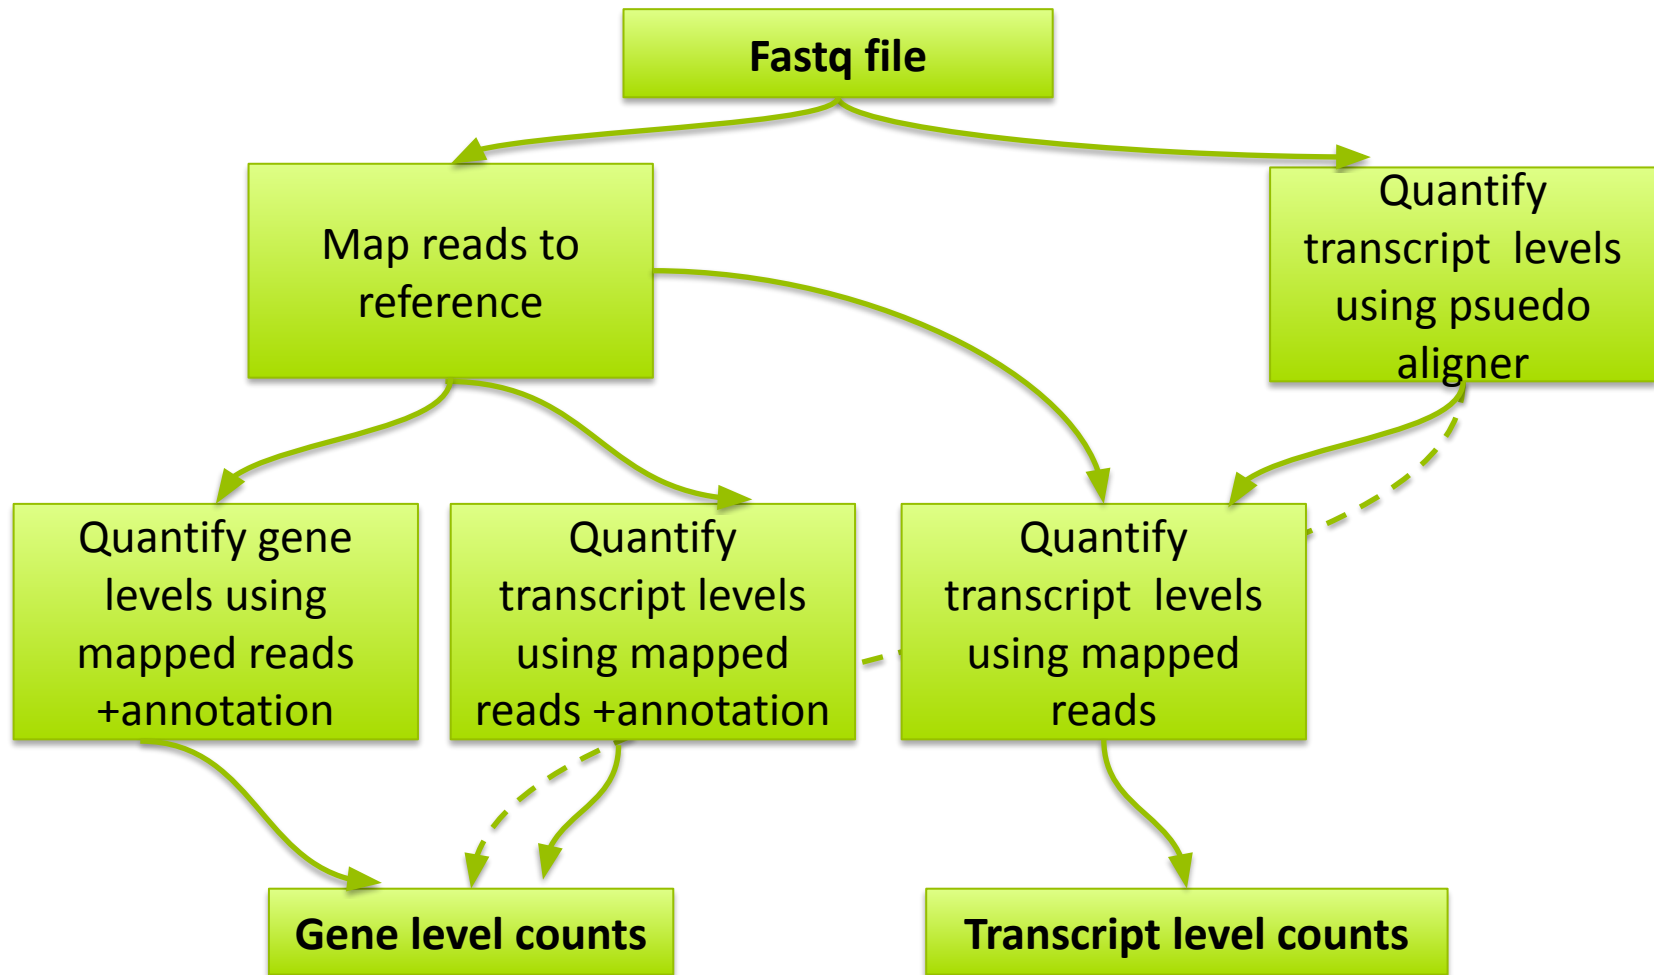 Fastq file
Map reads to
reference
Quantify
transcript levels
using psuedo
aligner
Quantify gene
levels using
mapped reads
+annotation
Quantify
transcript levels
using mapped
reads +annotation
Quantify
transcript levels
using mapped
reads
Gene level counts
Transcript level counts